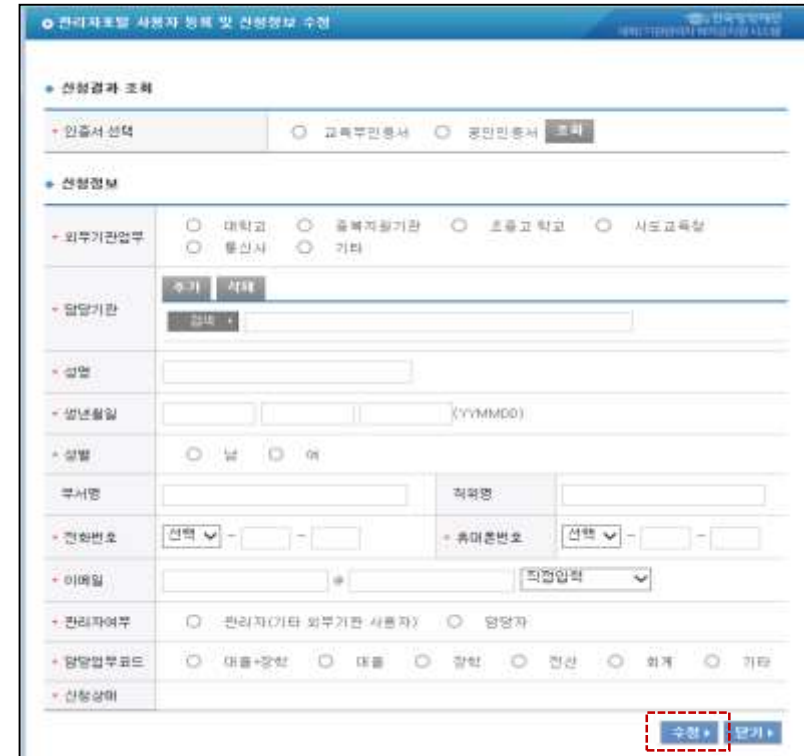 관리자포털 사용자 등록 및 신청정보 수정
신청결과 조회
* 인증서 선택 교육부인증서 공인인증서 조회
신청정보
* 외부기관업무 대학교 중복지원기관 초중고 학교 시도교육청
통신사 기타
추가 삭제
* 담당기관
검색
* 성명
* 생년월일 (YYMMDD)
* 성별 남 여
부서명 직위명
* 전화번호 선택 - - * 휴대폰번호 선택 - -
* 이메일 @ 직접입력
* 관리자여부 관리자(기타 외부기관 사용자) 담당자
* 담당업무코드 대출+장학 대출 장학 전산 회계 기타
* 신청상태
수정 닫기